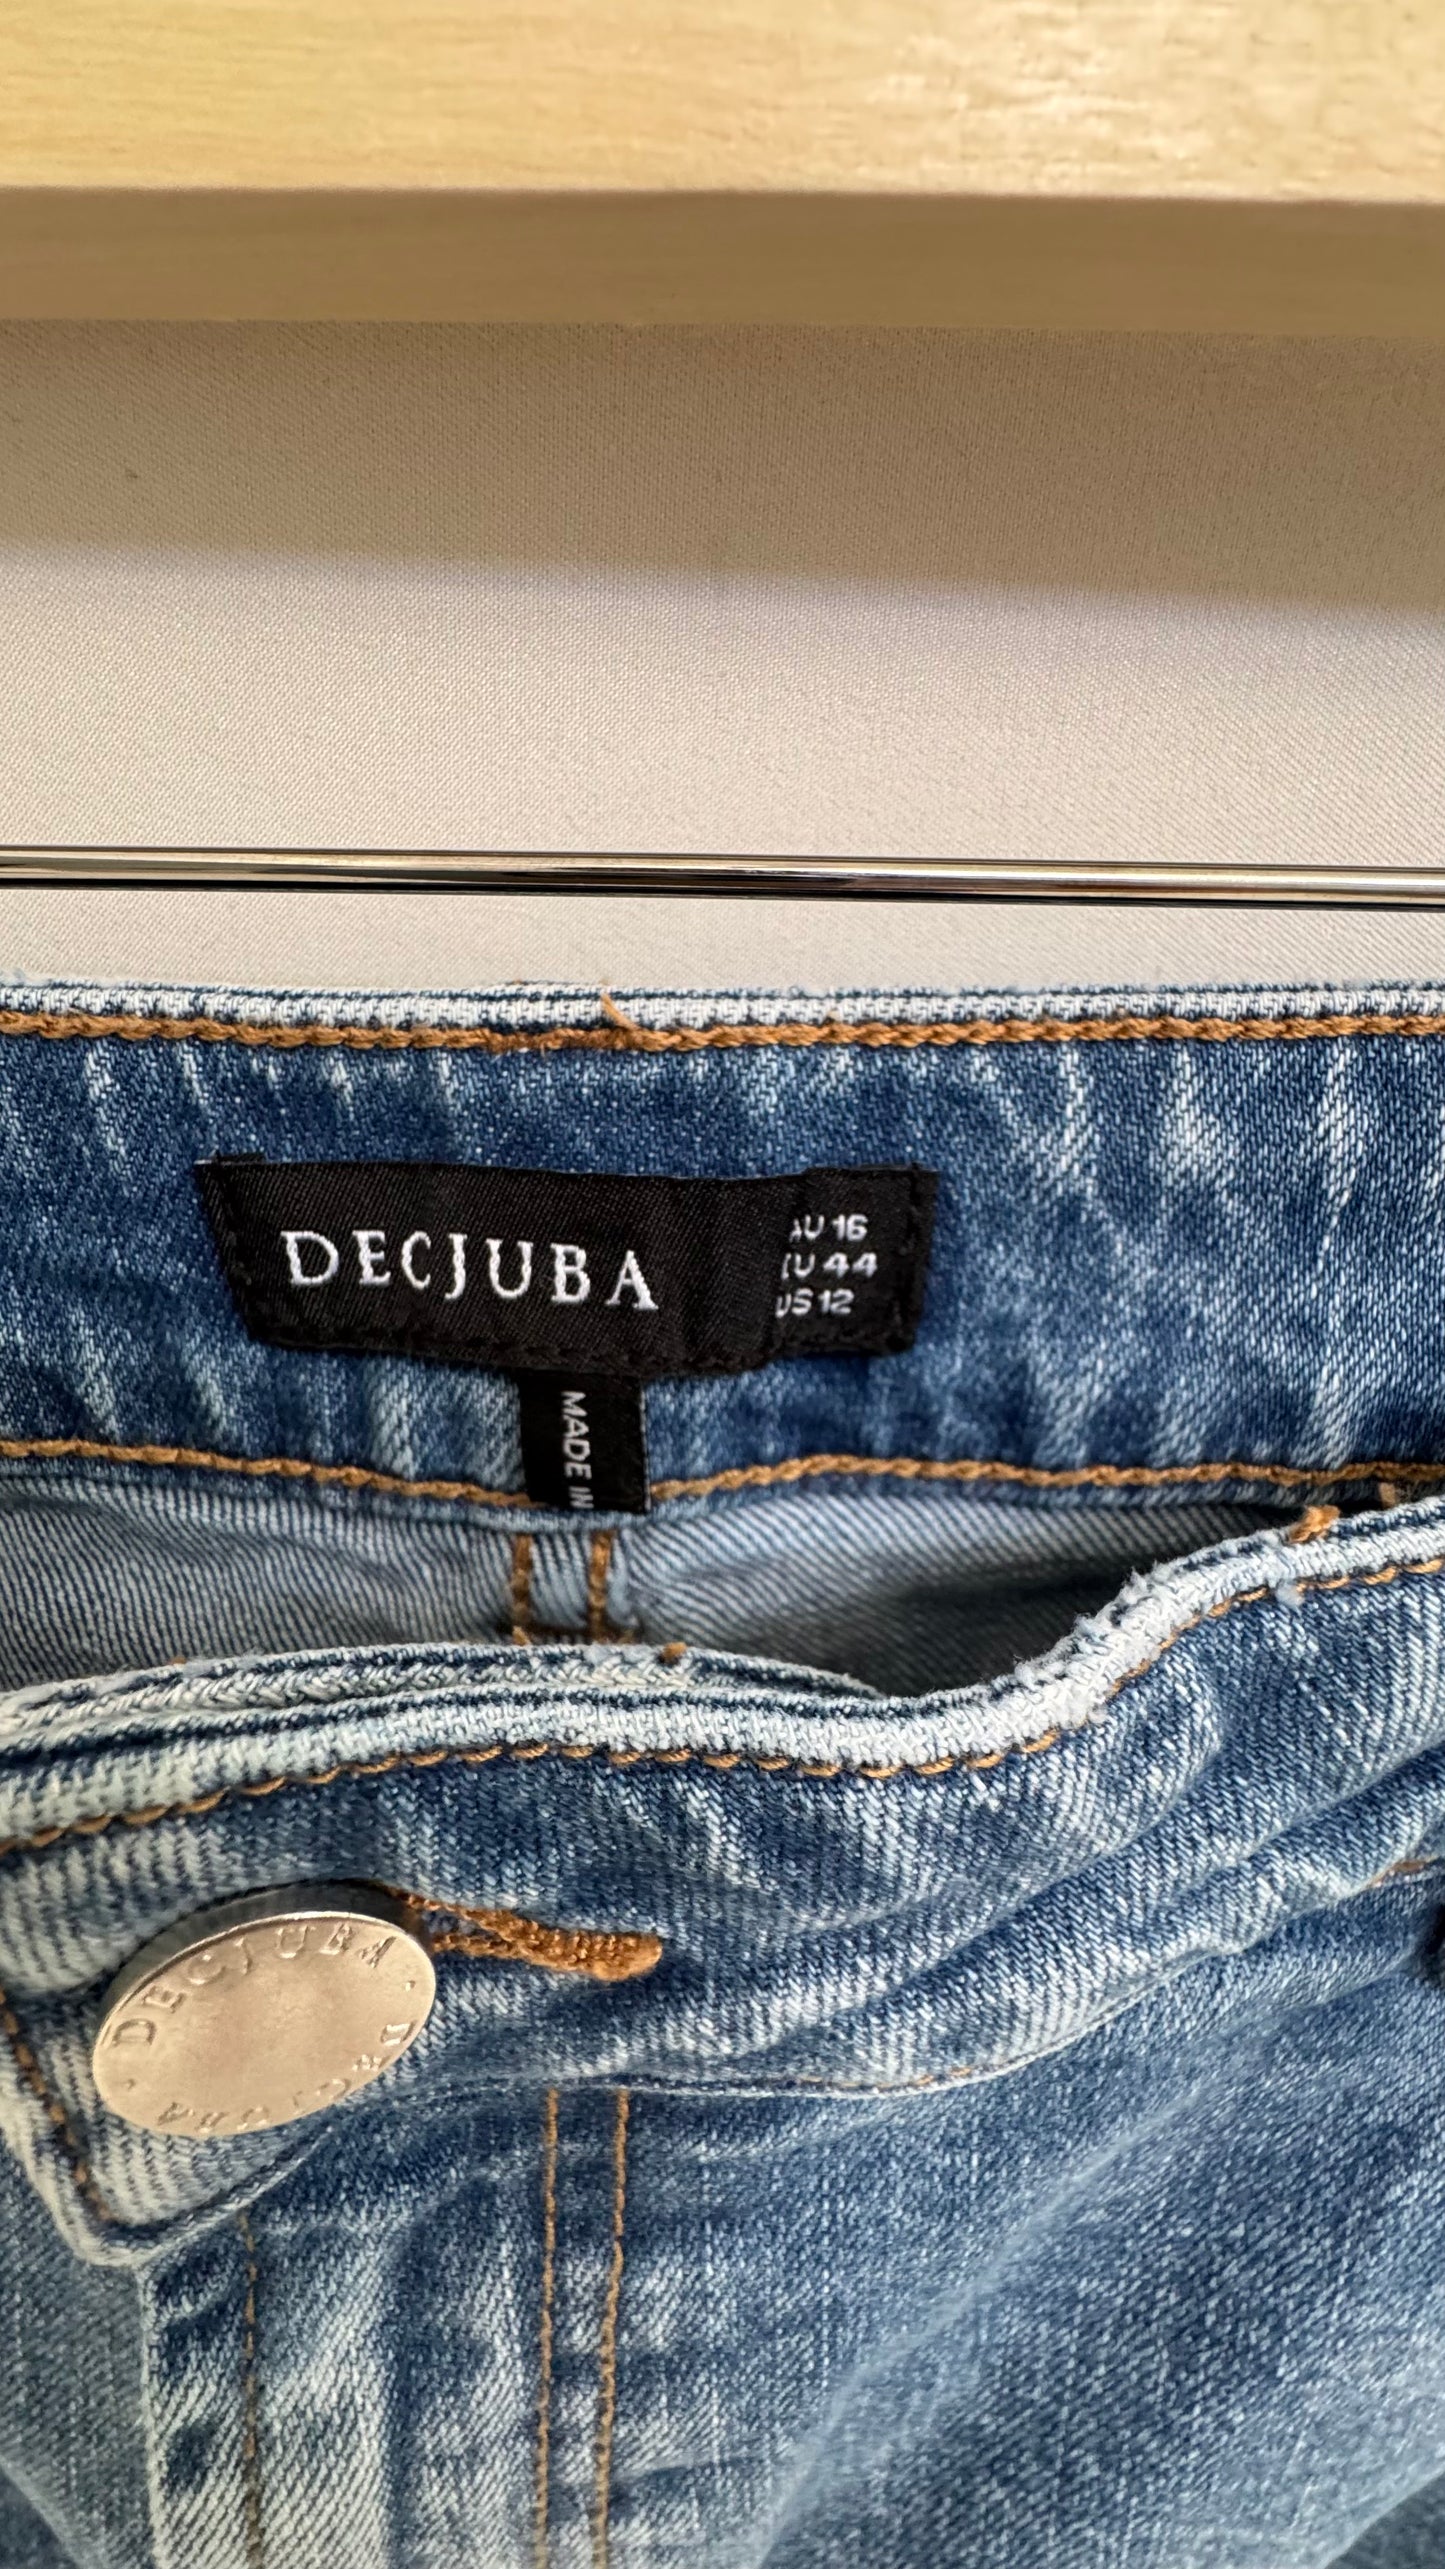 DECJUBA
AU 16
EU 44
US 12
MADE IN
DECJUBA · DECJUBA ·